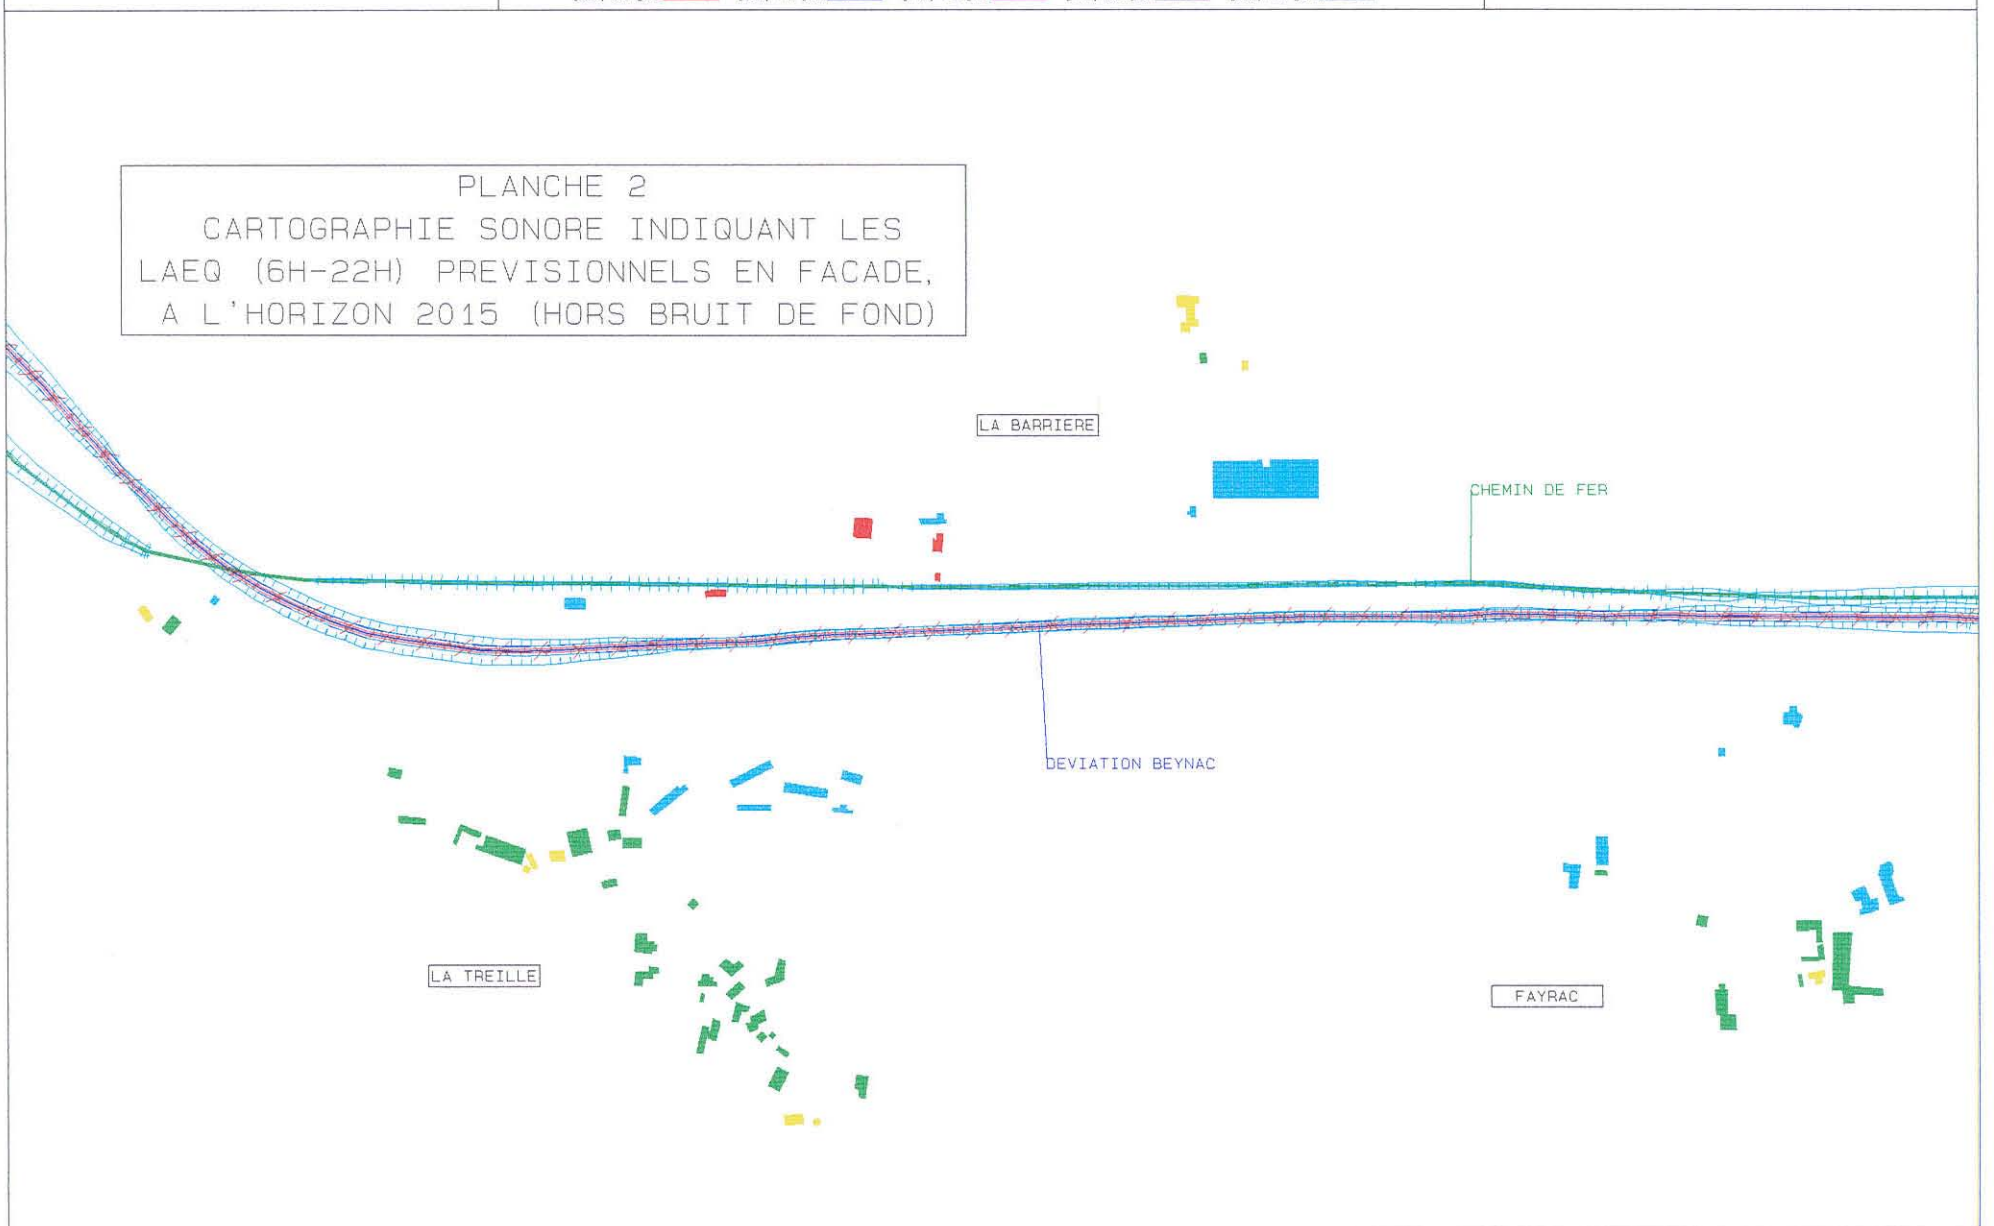 PLANCHE 2
CARTOGRAPHIE SONORE INDIQUANT LES
LAEQ (6H-22H) PREVISIONNELS EN FACADE,
A L'HORIZON 2015 (HORS BRUIT DE FOND)
LA BARRIERE
CHEMIN DE FER
DEVIATION BEYNAC
LA TREILLE
FAYRAC